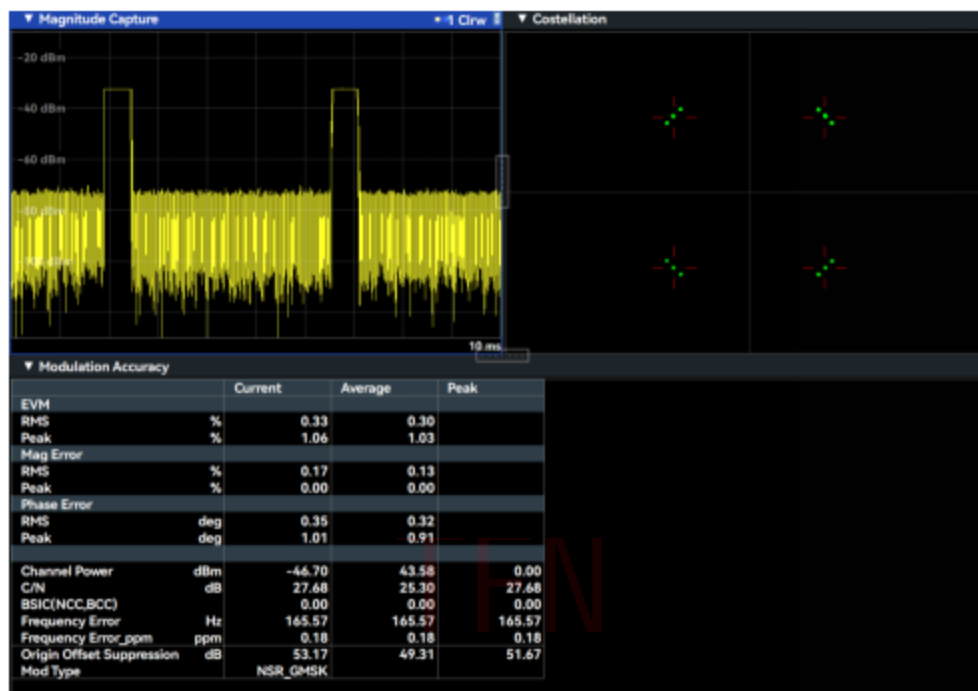 ▼ Magnitude Capture
1 Clrw
▼ Costellation
-20 dBm
-40 dBm
-60 dBm
-80 dBm
10 ms
▼ Modulation Accuracy
Current Average Peak
EVM
RMS % 0.33 0.30
Peak % 1.06 1.03
Mag Error
RMS % 0.17 0.13
Peak % 0.00 0.00
Phase Error
RMS deg 0.35 0.32
Peak deg 1.01 0.91
Channel Power dBm -46.70 43.58 0.00
C/N dB 27.68 25.30 27.68
BSIC(NCC,BCC) 0.00 0.00 0.00
Frequency Error Hz 165.57 165.57 165.57
Frequency Error_ppm ppm 0.18 0.18 0.18
Origin Offset Suppression dB 53.17 49.31 51.67
Mod Type NSR_GMSK